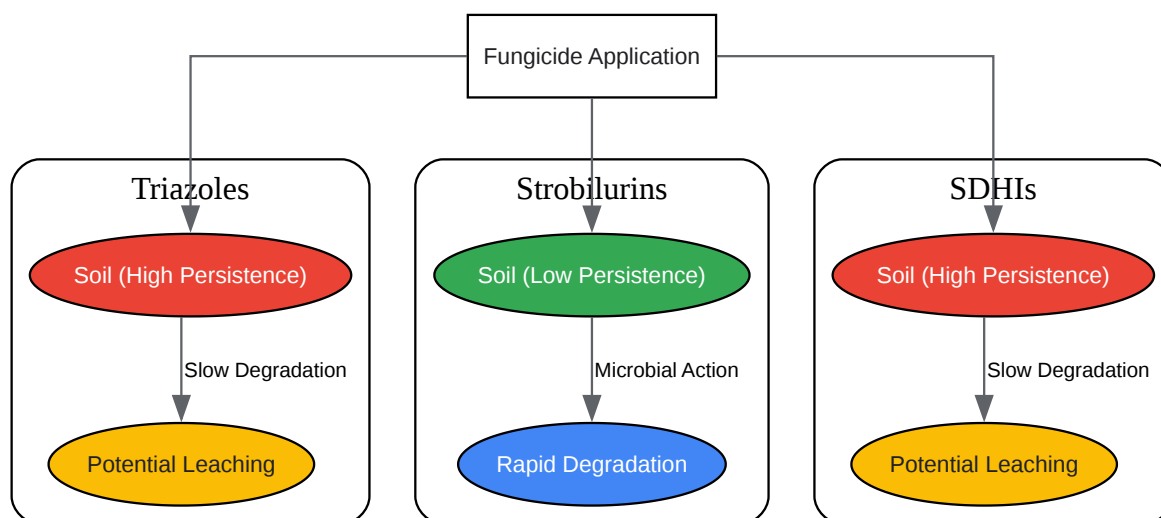 Fungicide Application
Triazoles
Strobilurins
SDHIs
Soil (High Persistence)
Soil (Low Persistence)
Soil (High Persistence)
Slow Degradation
Microbial Action
Slow Degradation
Potential Leaching
Rapid Degradation
Potential Leaching